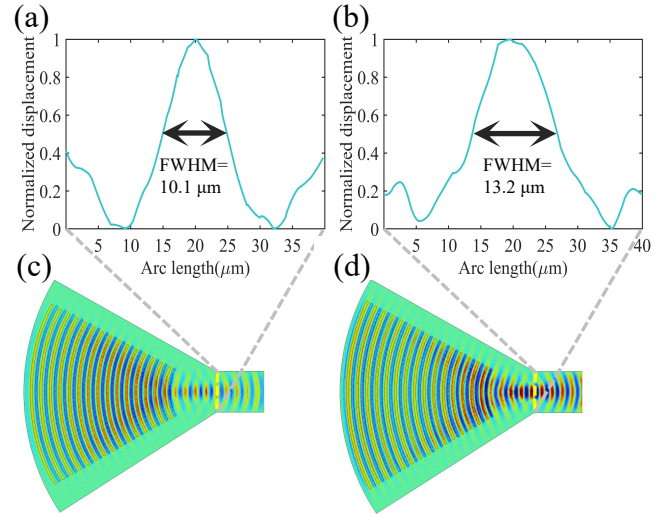 (a)
(b)
Normalized displacement
1
0.8
0.6
0.4
0.2
0
FWHM=
10.1 μm
5 10 15 20 25 30 35
Arc length(μm)
Normalized displacement
1
0.8
0.6
0.4
0.2
0
FWHM=
13.2 μm
5 10 15 20 25 30 35 40
Arc length(μm)
(c)
(d)